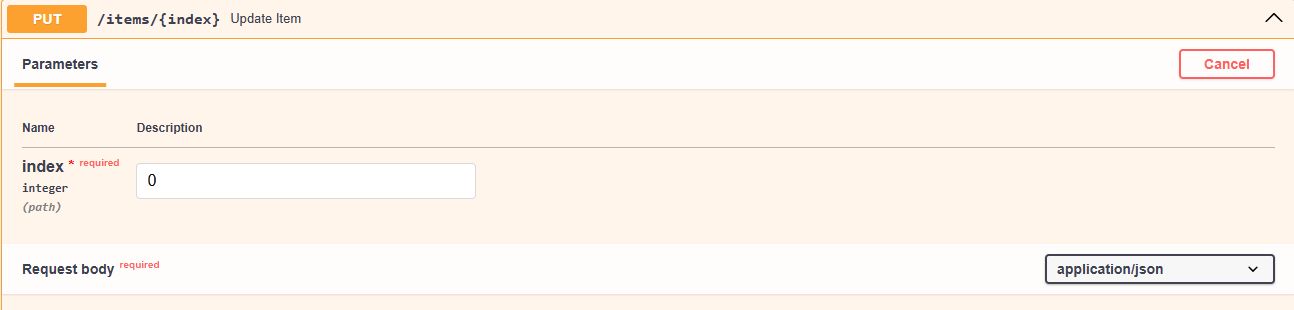 PUT /items/{index} Update Item
Parameters Cancel
Name Description
index * required
integer
(path)
0
Request body required application/json